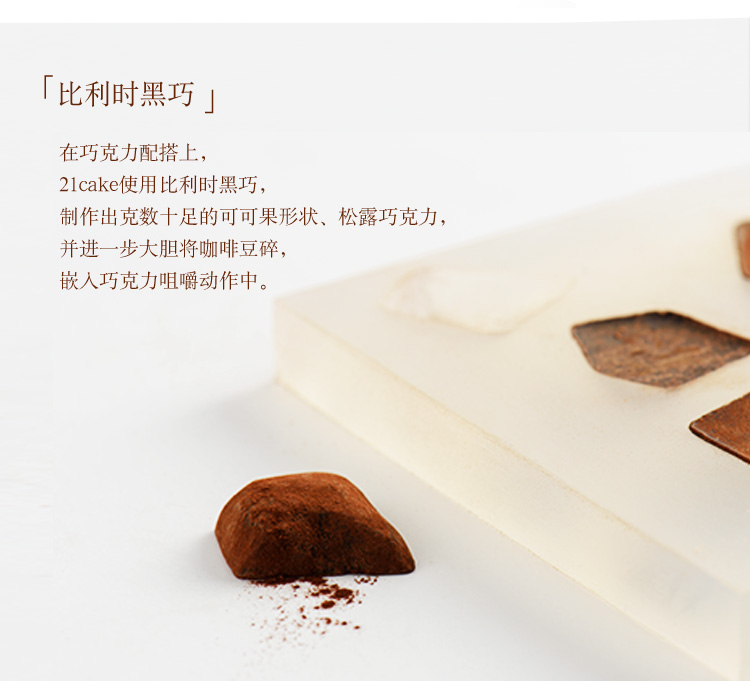 「比利时黑巧 」
在巧克力配搭上，
21cake使用比利时黑巧，
制作出克数十足的可可果形状、松露巧克力，
并进一步大胆将咖啡豆碎，
嵌入巧克力咀嚼动作中。